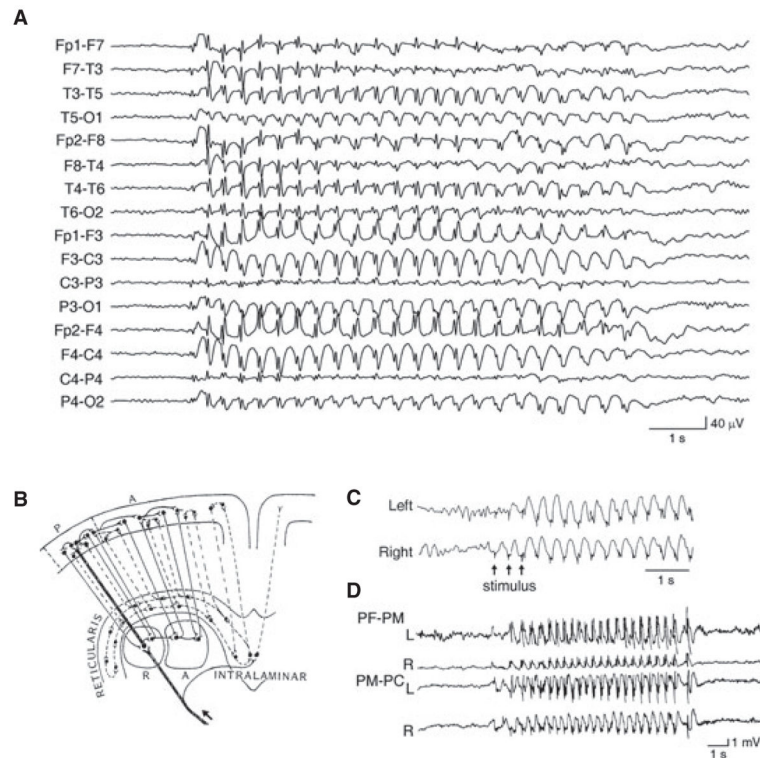 A
Fp1-F7
F7-T3
T3-T5
T5-O1
Fp2-F8
F8-T4
T4-T6
T6-O2
Fp1-F3
F3-C3
C3-P3
P3-O1
Fp2-F4
F4-C4
C4-P4
P4-O2
40 μV
1 s
B
P
A
RETICULARIS
R
A
INTRALAMINAR
C
Left
Right
stimulus
1 s
D
PF-PM
L
R
PM-PC
L
R
1 mV
1 s